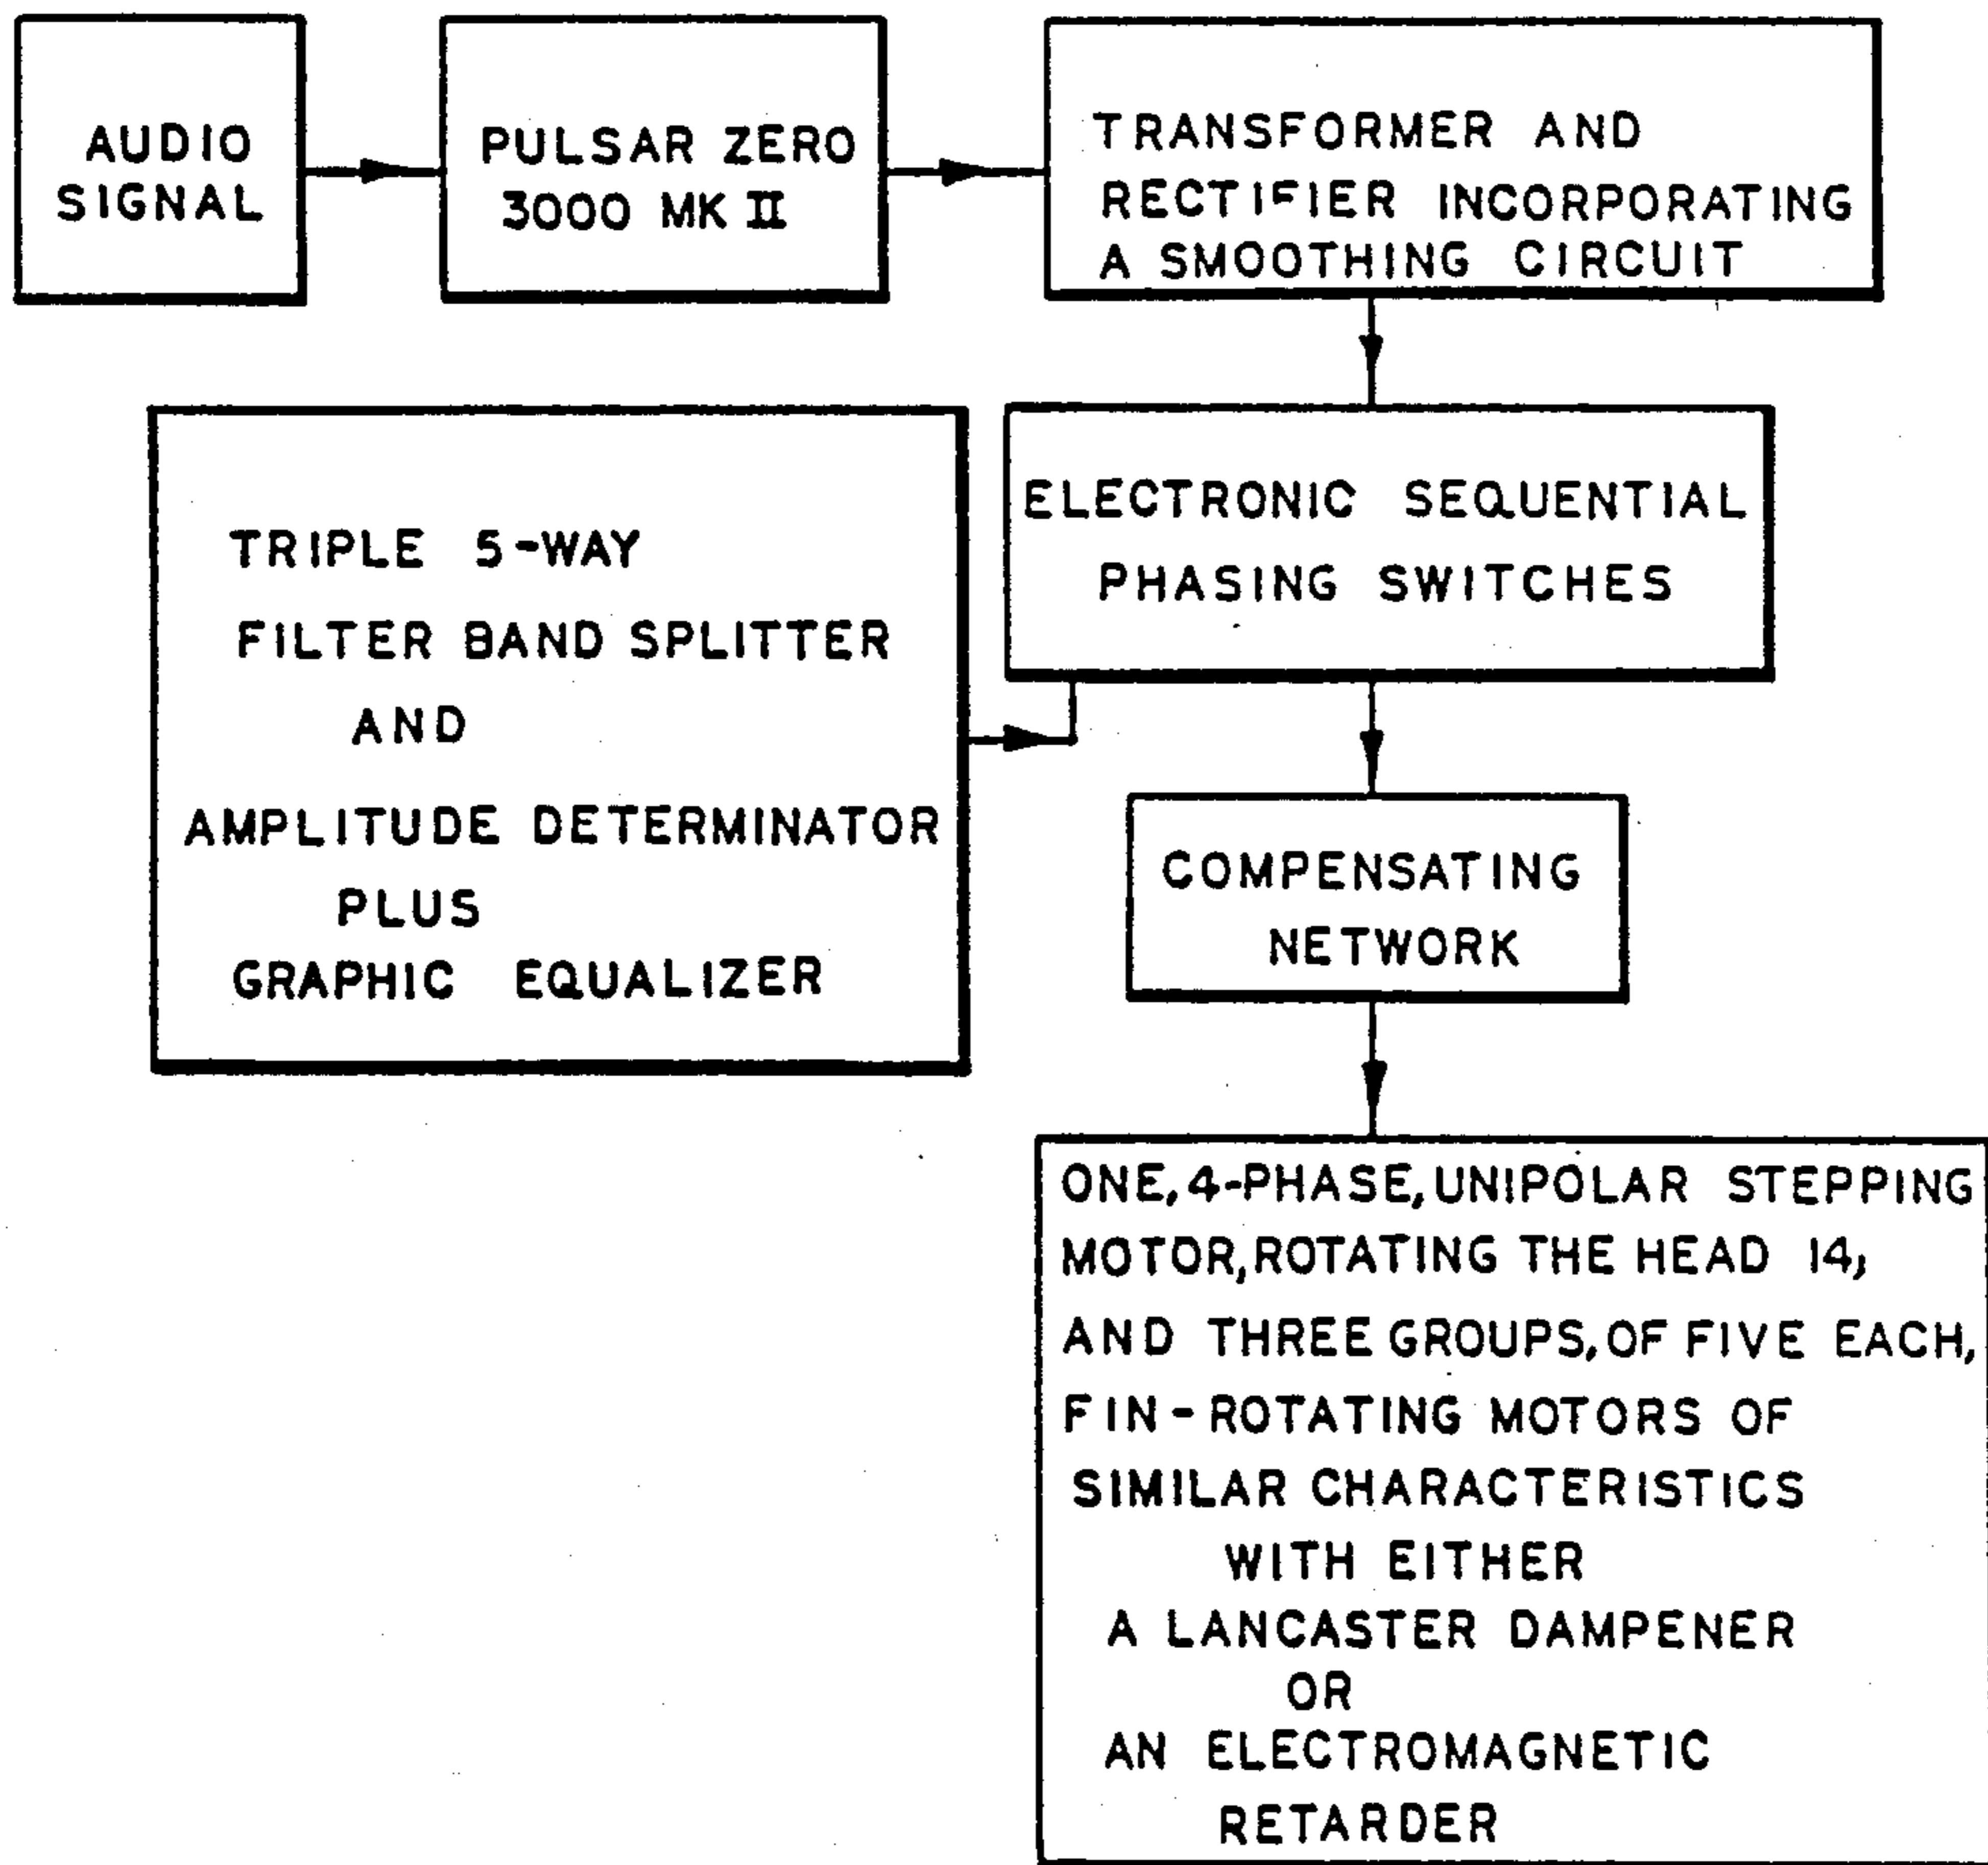 AUDIO
SIGNAL
PULSAR ZERO
3000 MK II
TRANSFORMER AND
RECTIFIER INCORPORATING
A SMOOTHING CIRCUIT
TRIPLE 5-WAY
FILTER BAND SPLITTER
AND
AMPLITUDE DETERMINATOR
PLUS
GRAPHIC EQUALIZER
ELECTRONIC SEQUENTIAL
PHASING SWITCHES
COMPENSATING
NETWORK
ONE, 4-PHASE, UNIPOLAR STEPPING
MOTOR, ROTATING THE HEAD 14,
AND THREE GROUPS, OF FIVE EACH,
FIN-ROTATING MOTORS OF
SIMILAR CHARACTERISTICS
WITH EITHER
A LANCASTER DAMPENER
OR
AN ELECTROMAGNETIC
RETARDER